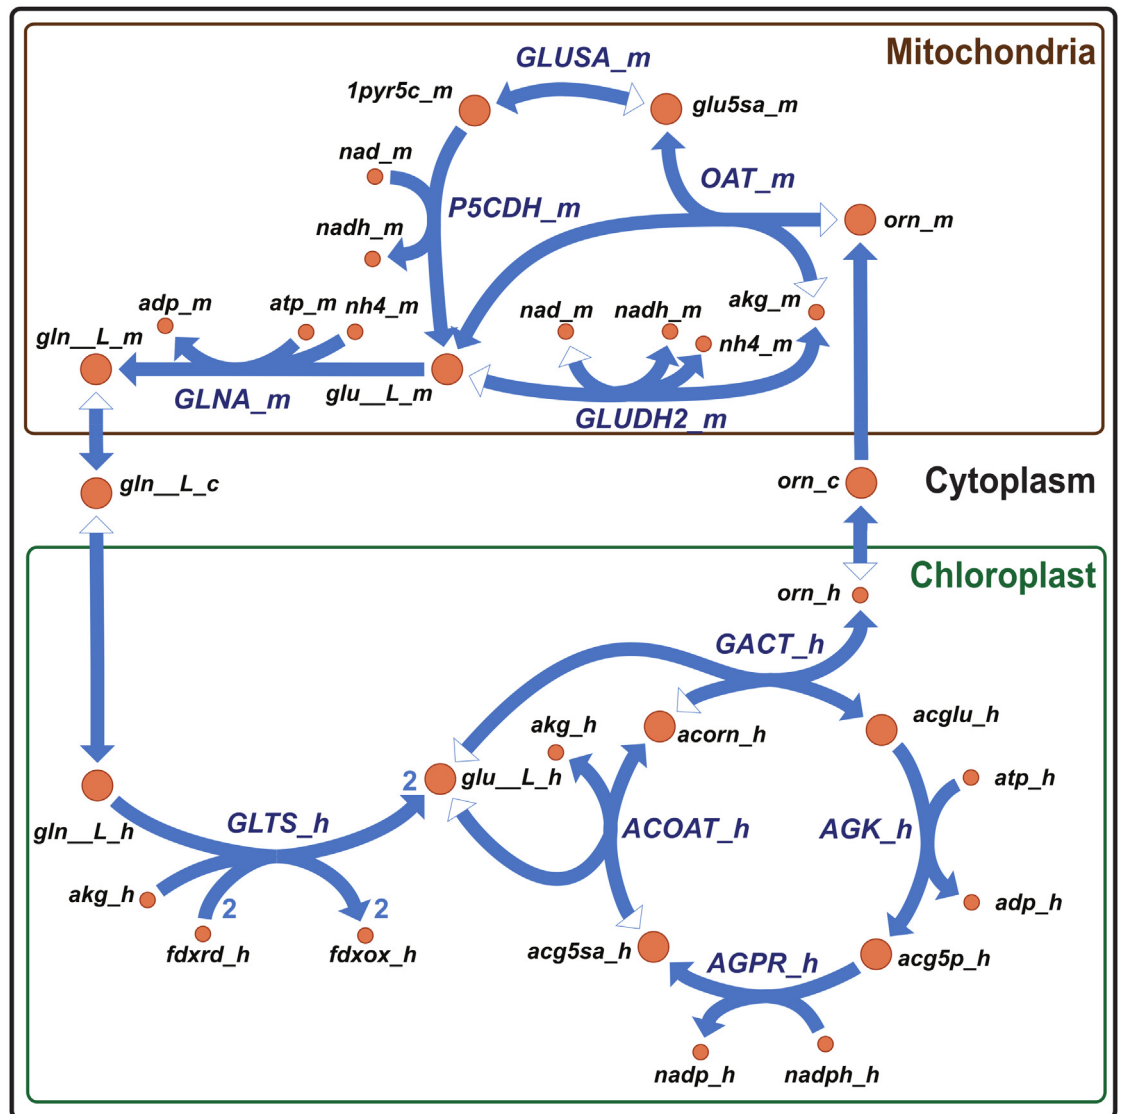 Mitochondria
GLUSA_m
1pyr5c_m
glu5sa_m
nad_m
OAT_m
P5CDH_m
nadh_m
orn_m
adp_m
atp_m
nh4_m
nad_m
nadh_m
akg_m
gln__L_m
nh4_m
GLNA_m
glu__L_m
GLUDH2_m
gln__L_c
orn_c
Cytoplasm
Chloroplast
orn_h
GACT_h
acglu_h
akg_h
acorn_h
2
glu__L_h
atp_h
gln__L_h
GLTS_h
ACOAT_h
AGK_h
akg_h
2
2
adp_h
fdxrd_h
fdxox_h
acg5sa_h
AGPR_h
acg5p_h
nadp_h
nadph_h